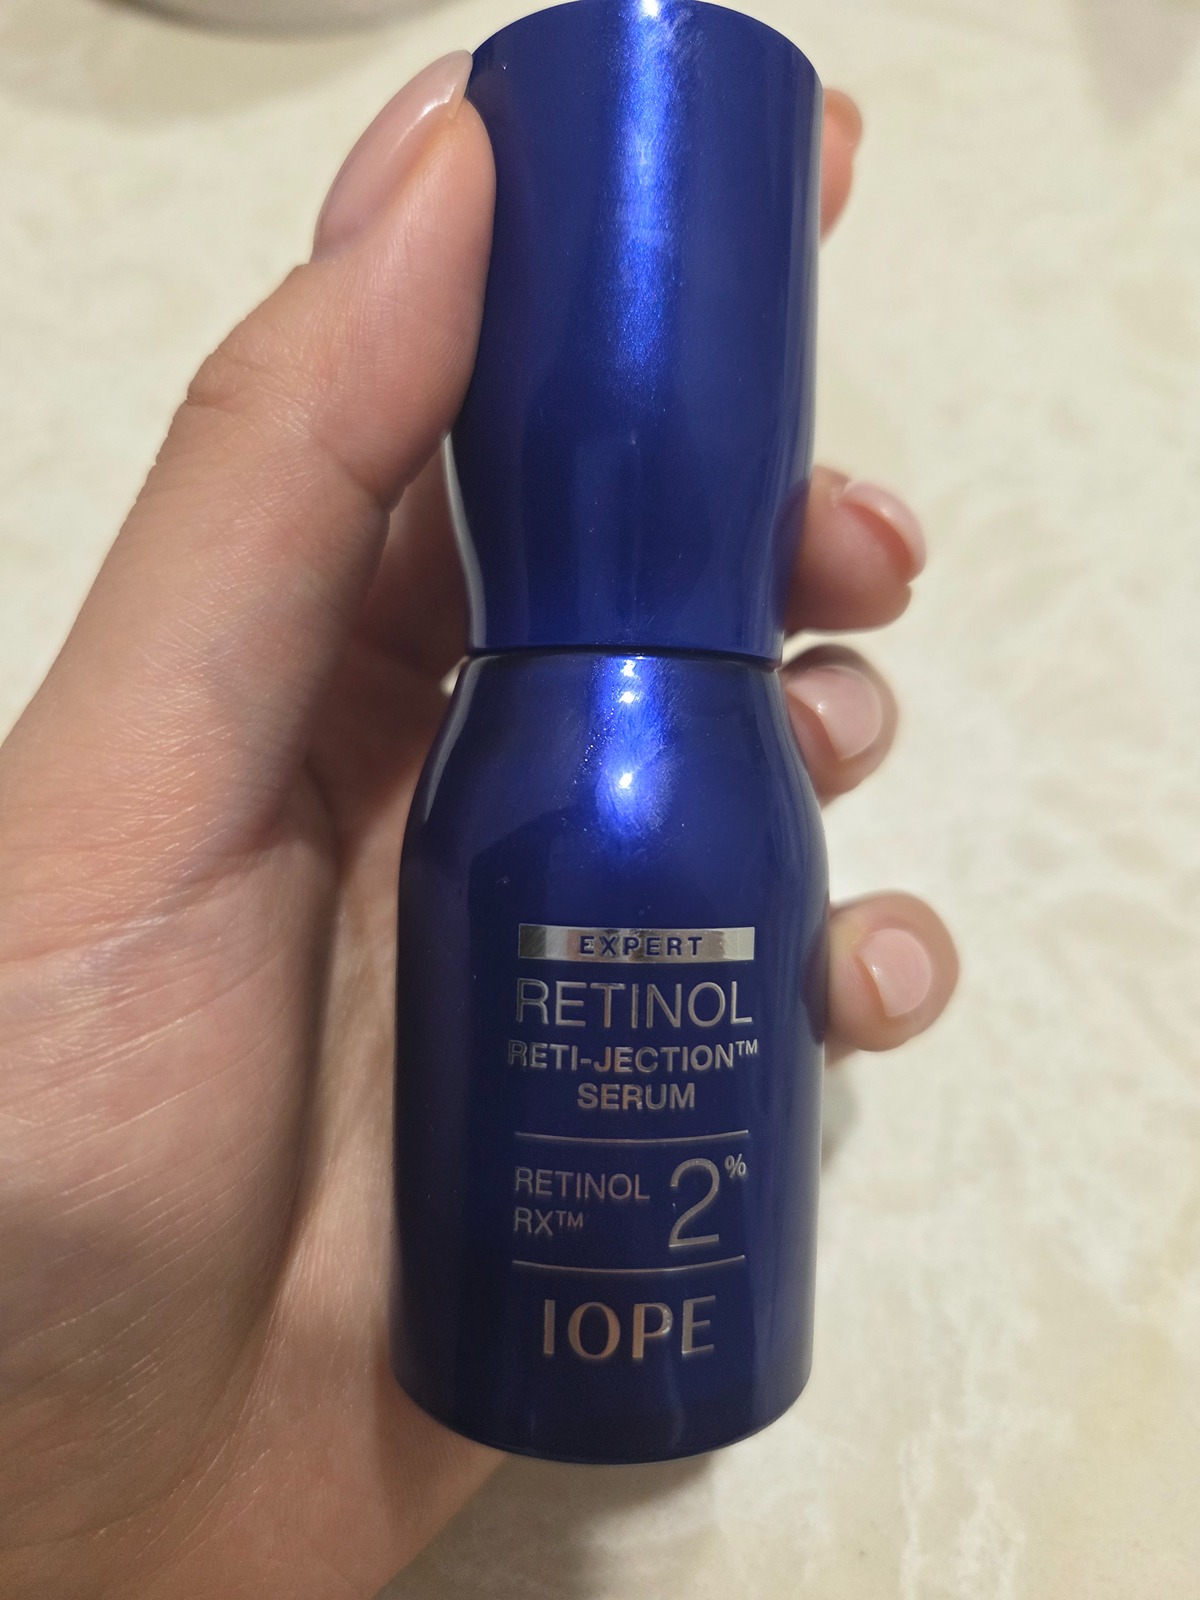 EXPERT
RETINOL
RETI-JECTION™
SERUM
RETINOL
RX™
2%
IOPE